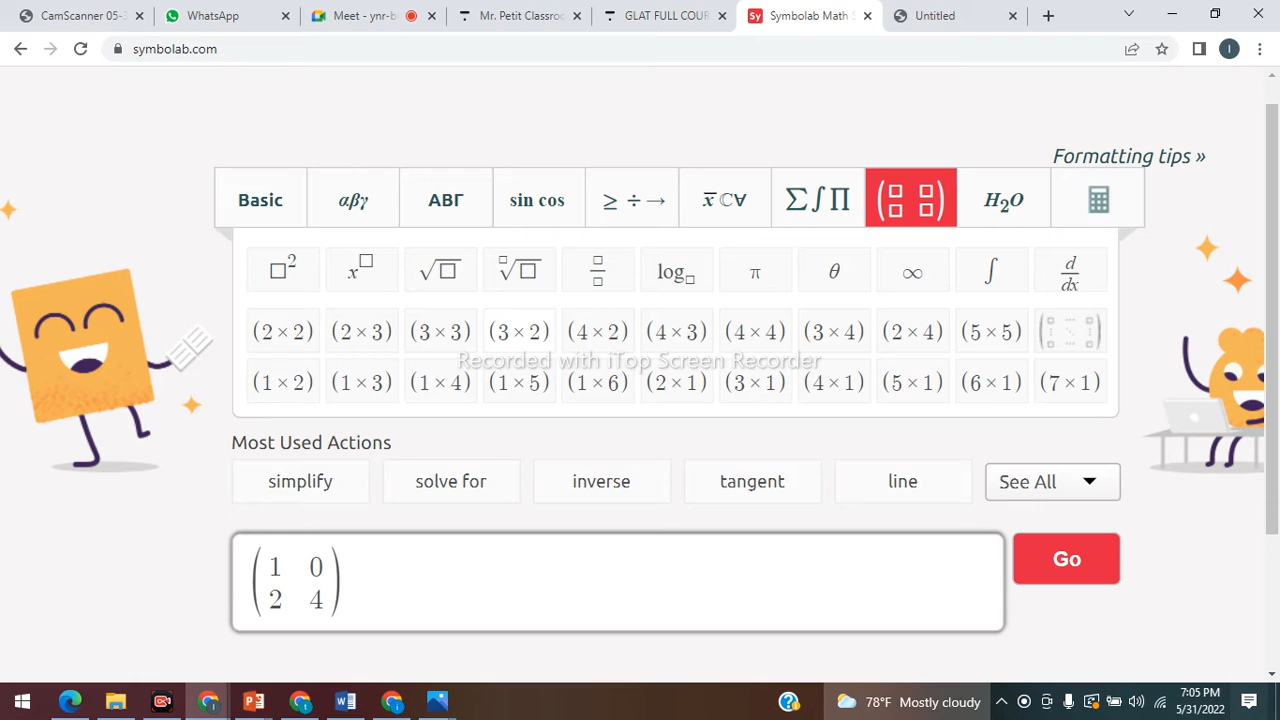 CamScanner 05-3
WhatsApp
Meet - ynr-b
Mr. Petit Classroo
GLAT FULL COUR
Sy
Symbolab Math S
Untitled
symbolab.com
I
Formatting tips »
Basic
αβγ
ΑΒΓ
sin cos
≥ ÷ →
x̅ ℂ∀
∑ ∫ ∏
(□ □ □ □)
H₂O
□²
x^□
√□
□√□
□/□
log□
π
θ
∞
∫
d/dx
(2 × 2)
(2 × 3)
(3 × 3)
(3 × 2)
(4 × 2)
(4 × 3)
(4 × 4)
(3 × 4)
(2 × 4)
(5 × 5)
Recorded with iTop Screen Recorder
(1 × 2)
(1 × 3)
(1 × 4)
(1 × 5)
(1 × 6)
(2 × 1)
(3 × 1)
(4 × 1)
(5 × 1)
(6 × 1)
(7 × 1)
Most Used Actions
simplify
solve for
inverse
tangent
line
See All
1 0
2 4
Go
78°F Mostly cloudy
7:05 PM
5/31/2022